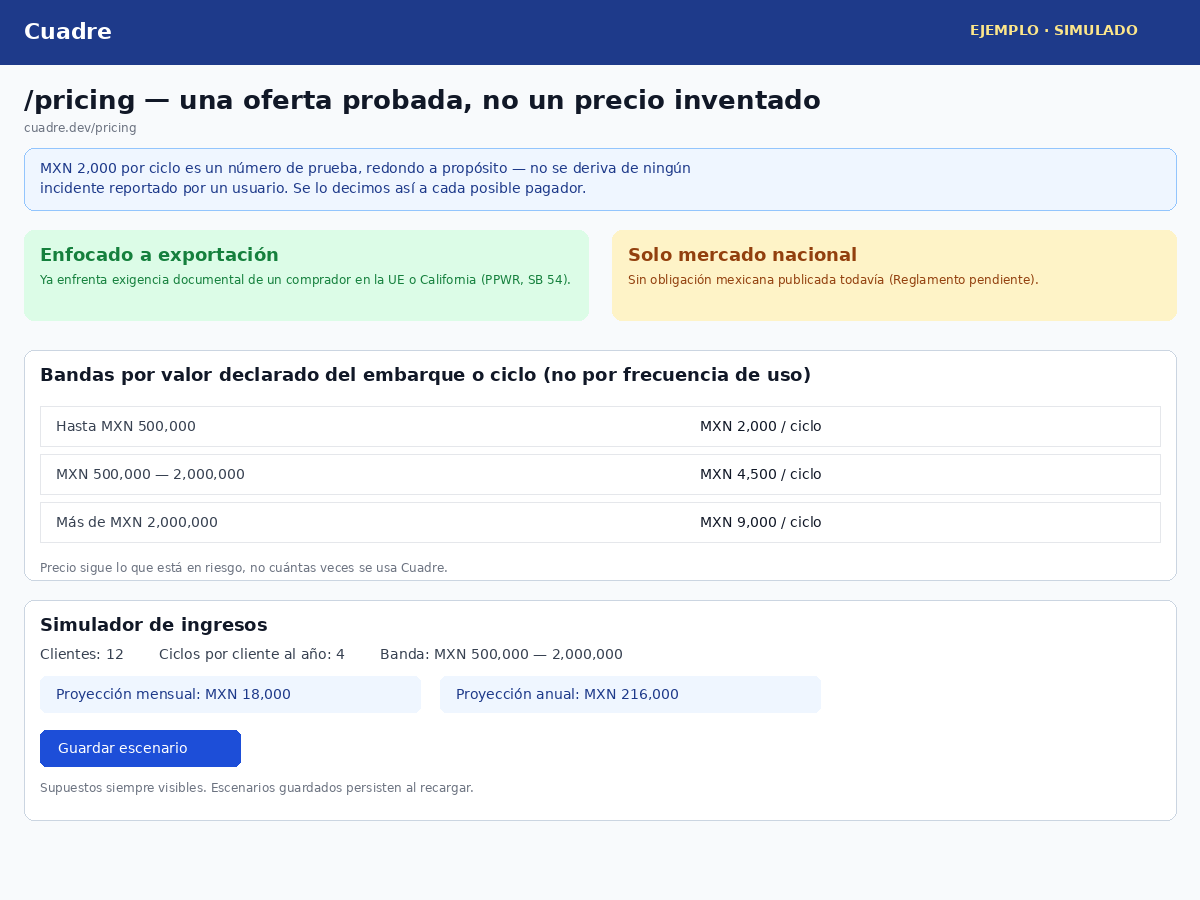 Cuadre
EJEMPLO · SIMULADO
/pricing — una oferta probada, no un precio inventado
cuadre.dev/pricing
MXN 2,000 por ciclo es un número de prueba, redondo a propósito — no se deriva de ningún
incidente reportado por un usuario. Se lo decimos así a cada posible pagador.
Enfocado a exportación
Ya enfrenta exigencia documental de un comprador en la UE o California (PPWR, SB 54).
Solo mercado nacional
Sin obligación mexicana publicada todavía (Reglamento pendiente).
Bandas por valor declarado del embarque o ciclo (no por frecuencia de uso)
Hasta MXN 500,000
MXN 2,000 / ciclo
MXN 500,000 — 2,000,000
MXN 4,500 / ciclo
Más de MXN 2,000,000
MXN 9,000 / ciclo
Precio sigue lo que está en riesgo, no cuántas veces se usa Cuadre.
Simulador de ingresos
Clientes: 12
Ciclos por cliente al año: 4
Banda: MXN 500,000 — 2,000,000
Proyección mensual: MXN 18,000
Proyección anual: MXN 216,000
Guardar escenario
Supuestos siempre visibles. Escenarios guardados persisten al recargar.